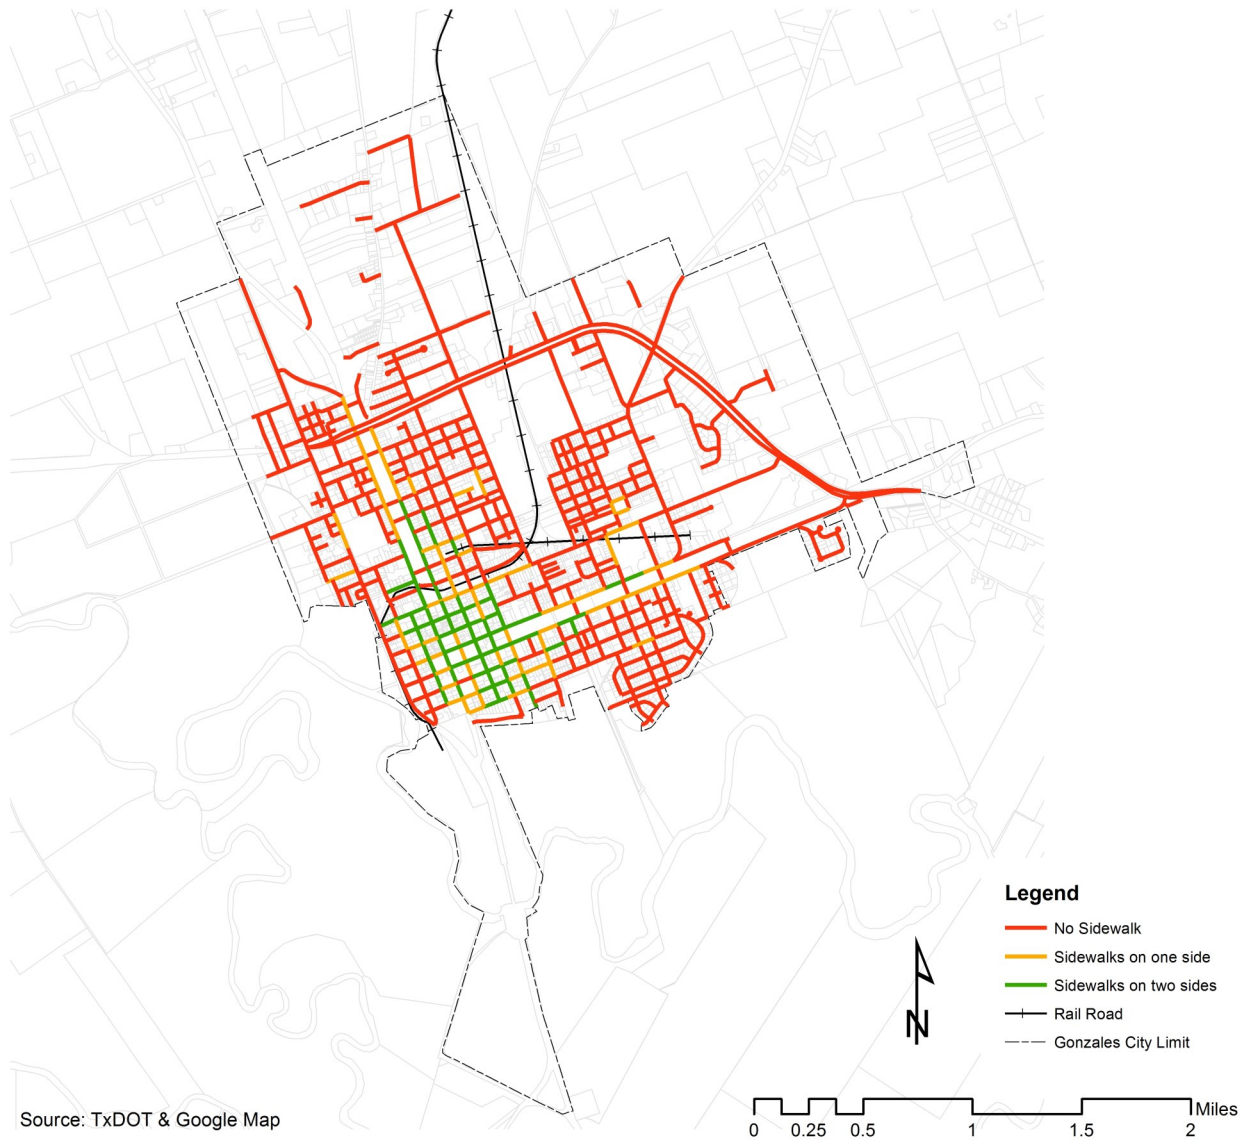 Legend
No Sidewalk
Sidewalks on one side
Sidewalks on two sides
Rail Road
Gonzales City Limit
N
Source: TxDOT & Google Map
Miles
0 0.25 0.5 1 1.5 2